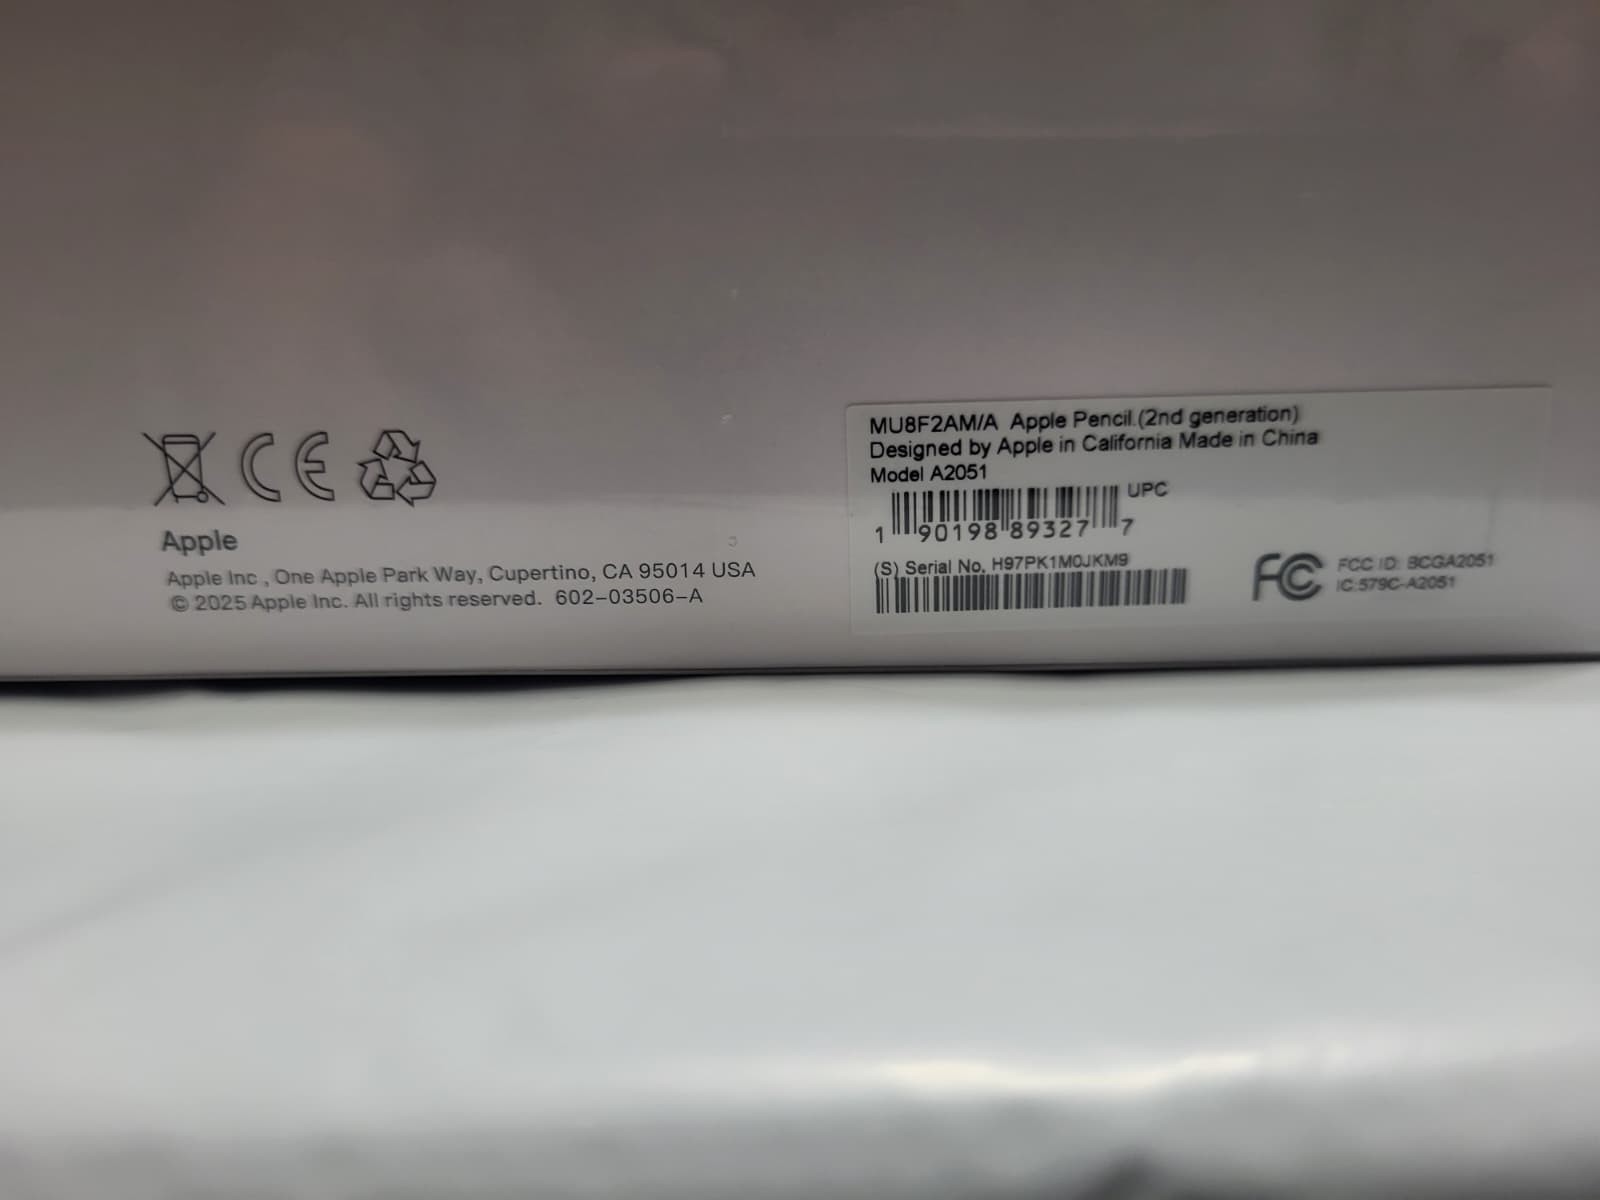 Apple
Apple Inc., One Apple Park Way, Cupertino, CA 95014 USA
© 2025 Apple Inc. All rights reserved. 602-03506-A
MU8F2AM/A Apple Pencil (2nd generation)
Designed by Apple in California Made in China
Model A2051
UPC
1 90198 89327 7
(S) Serial No. H97PK1M0JKM9
FCC ID: BCGA2051
IC:579C-A2051